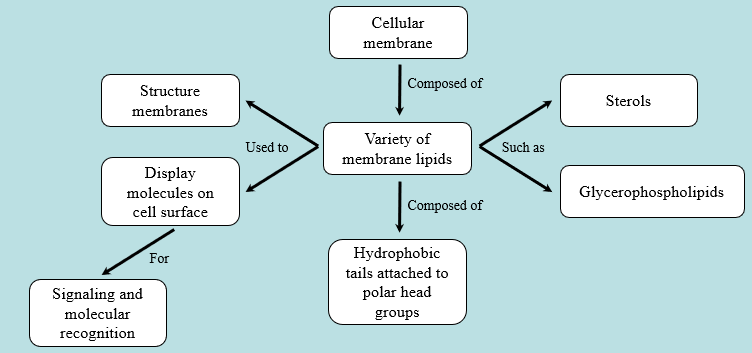 Cellular
membrane
Composed of
Structure
membranes
Sterols
Variety of
membrane lipids
Used to
Such as
Display
molecules on
cell surface
Glycerophospholipids
Composed of
For
Hydrophobic
tails attached to
polar head
groups
Signaling and
molecular
recognition